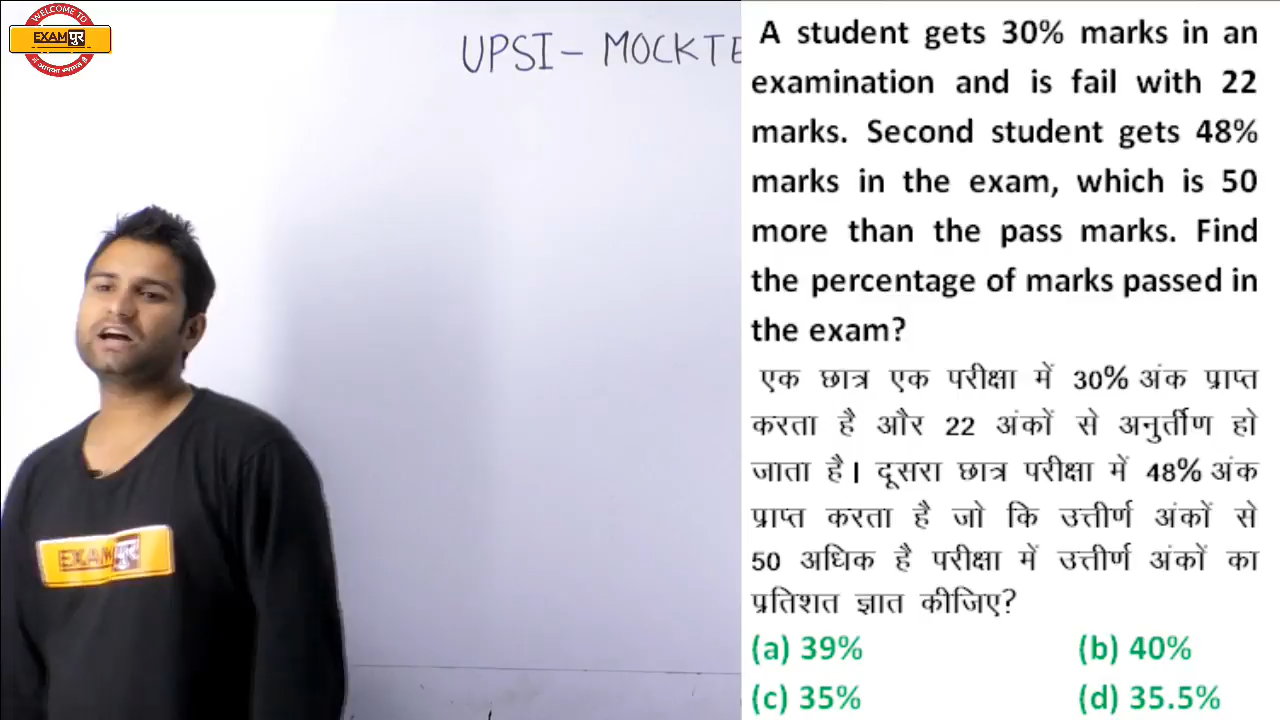 WELCOME TO
EXAMपुर
UPSI- MOCKTE
EXAMपुर
A student gets 30% marks in an
examination and is fail with 22
marks. Second student gets 48%
marks in the exam, which is 50
more than the pass marks. Find
the percentage of marks passed in
the exam?
एक छात्र एक परीक्षा में 30% अंक प्राप्त
करता है और 22 अंकों से अनुर्तीण हो
जाता है। दूसरा छात्र परीक्षा में 48% अंक
प्राप्त करता है जो कि उत्तीर्ण अंकों से
50 अधिक है परीक्षा में उत्तीर्ण अंकों का
प्रतिशत ज्ञात कीजिए?
(a) 39% (b) 40%
(c) 35% (d) 35.5%